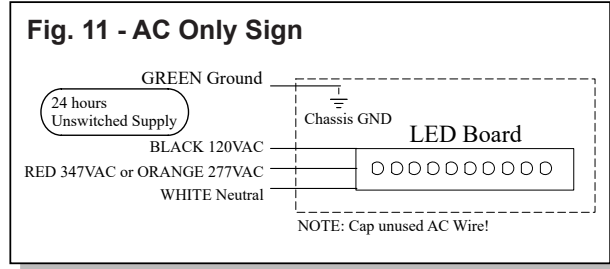 Fig. 11 - AC Only Sign
GREEN Ground
24 hours
Unswitched Supply
Chassis GND
LED Board
BLACK 120VAC
RED 347VAC or ORANGE 277VAC
WHITE Neutral
NOTE: Cap unused AC Wire!